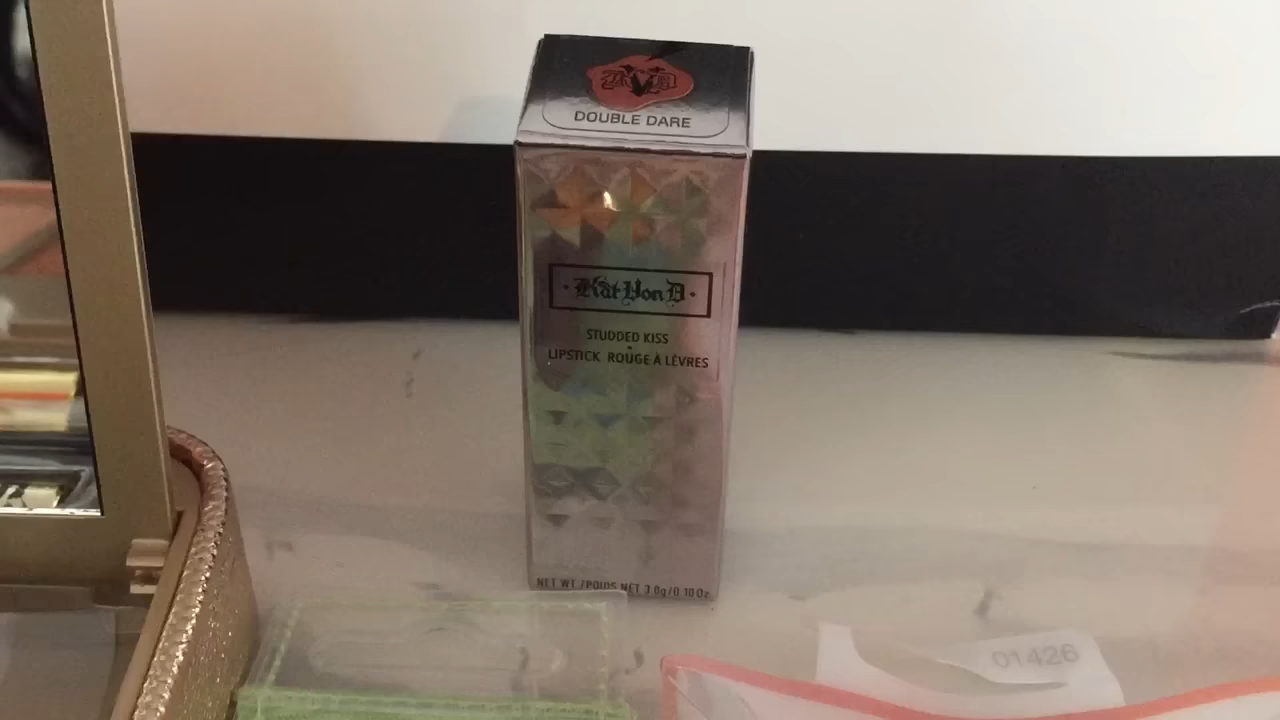 KVD
DOUBLE DARE
· Kat Von D ·
STUDDED KISS
LIPSTICK ROUGE À LÈVRES
NET WT./POIDS NET 3.0g/0.10 Oz.
01426